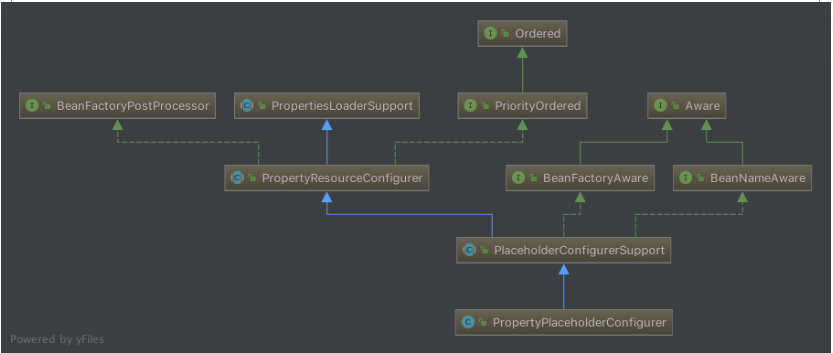 Ordered
BeanFactoryPostProcessor
PropertiesLoaderSupport
PriorityOrdered
Aware
PropertyResourceConfigurer
BeanFactoryAware
BeanNameAware
PlaceholderConfigurerSupport
PropertyPlaceholderConfigurer
Powered by yFiles